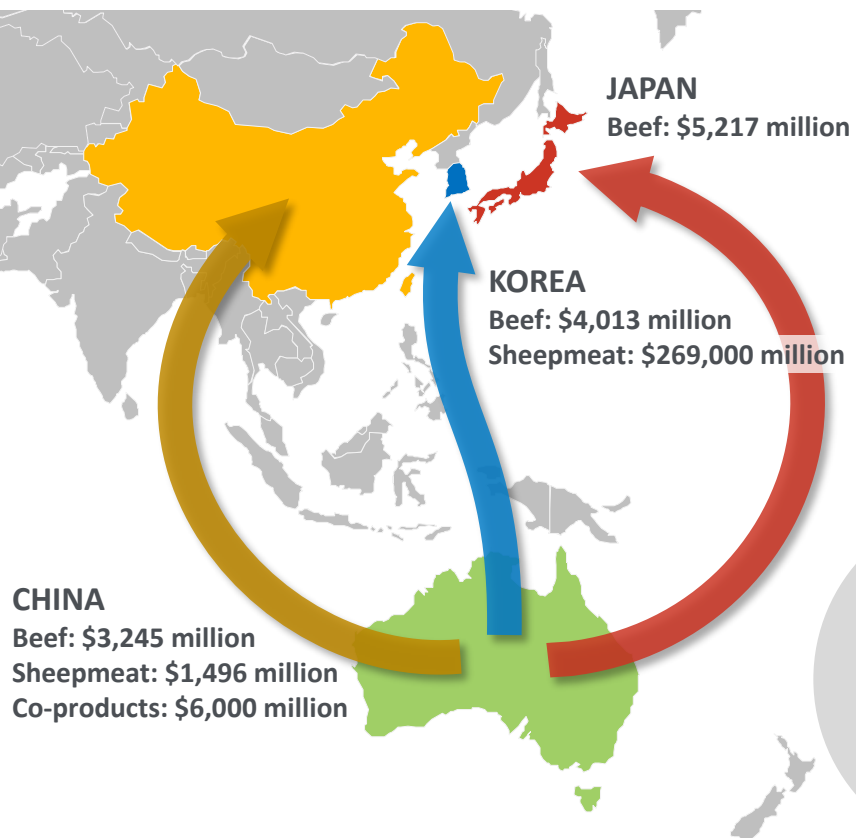 JAPAN
Beef: $5,217 million
KOREA
Beef: $4,013 million
Sheepmeat: $269,000 million
CHINA
Beef: $3,245 million
Sheepmeat: $1,496 million
Co-products: $6,000 million